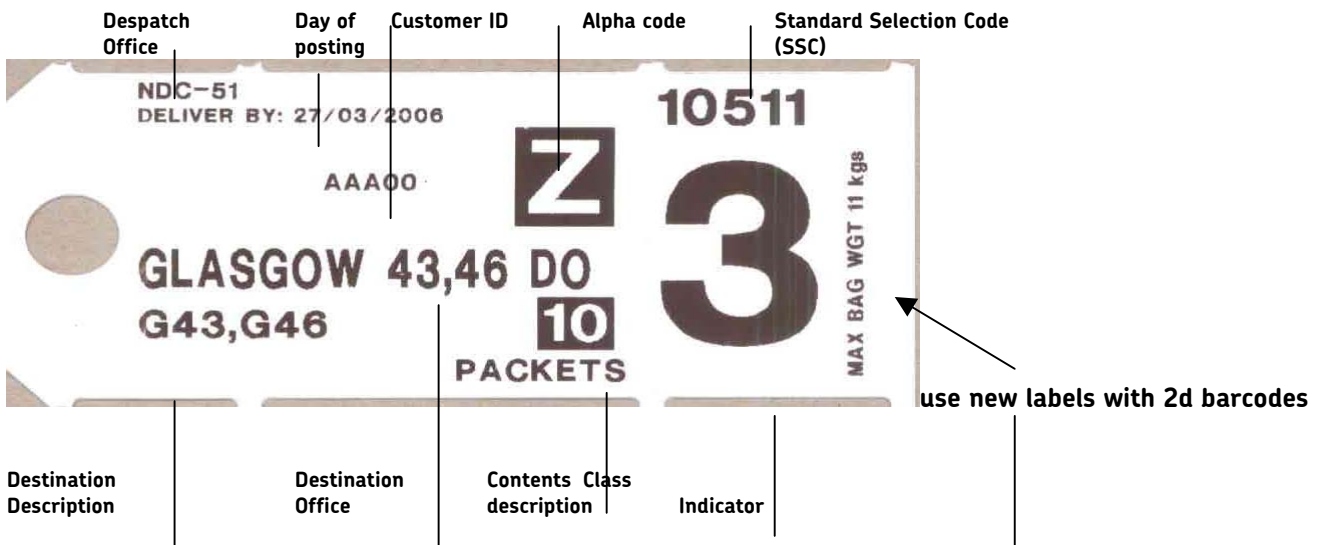 Despatch Office
Day of posting
Customer ID
Alpha code
Standard Selection Code (SSC)
NDC-51
DELIVER BY: 27/03/2006
10511
AAA00
Z
3
MAX BAG WGT 11 kgs
GLASGOW 43,46 DO
G43,G46
10
PACKETS
use new labels with 2d barcodes
Destination Description
Destination Office
Contents Class description
Indicator